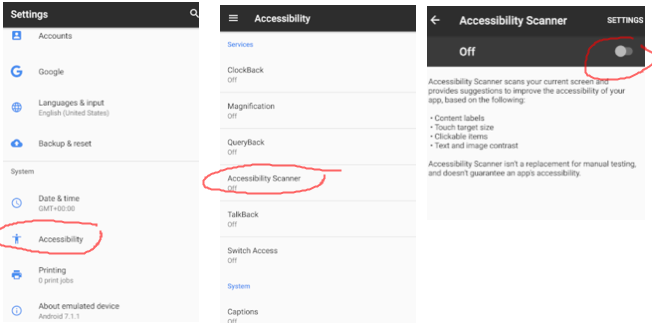 Settings
Accounts
Google
Languages & input
English (United States)
Backup & reset
System
Date & time
GMT+00:00
Accessibility
Printing
0 print jobs
About emulated device
Android 7.1.1
Accessibility
Services
ClockBack
Off
Magnification
Off
QueryBack
Off
Accessibility Scanner
Off
TalkBack
Off
Switch Access
Off
System
Captions
Off
Accessibility Scanner SETTINGS
Off
Accessibility Scanner scans your current screen and
provides suggestions to improve the accessibility of your
app, based on the following:
• Content labels
• Touch target size
• Clickable items
• Text and image contrast
Accessibility Scanner isn't a replacement for manual testing,
and doesn't guarantee an app's accessibility.